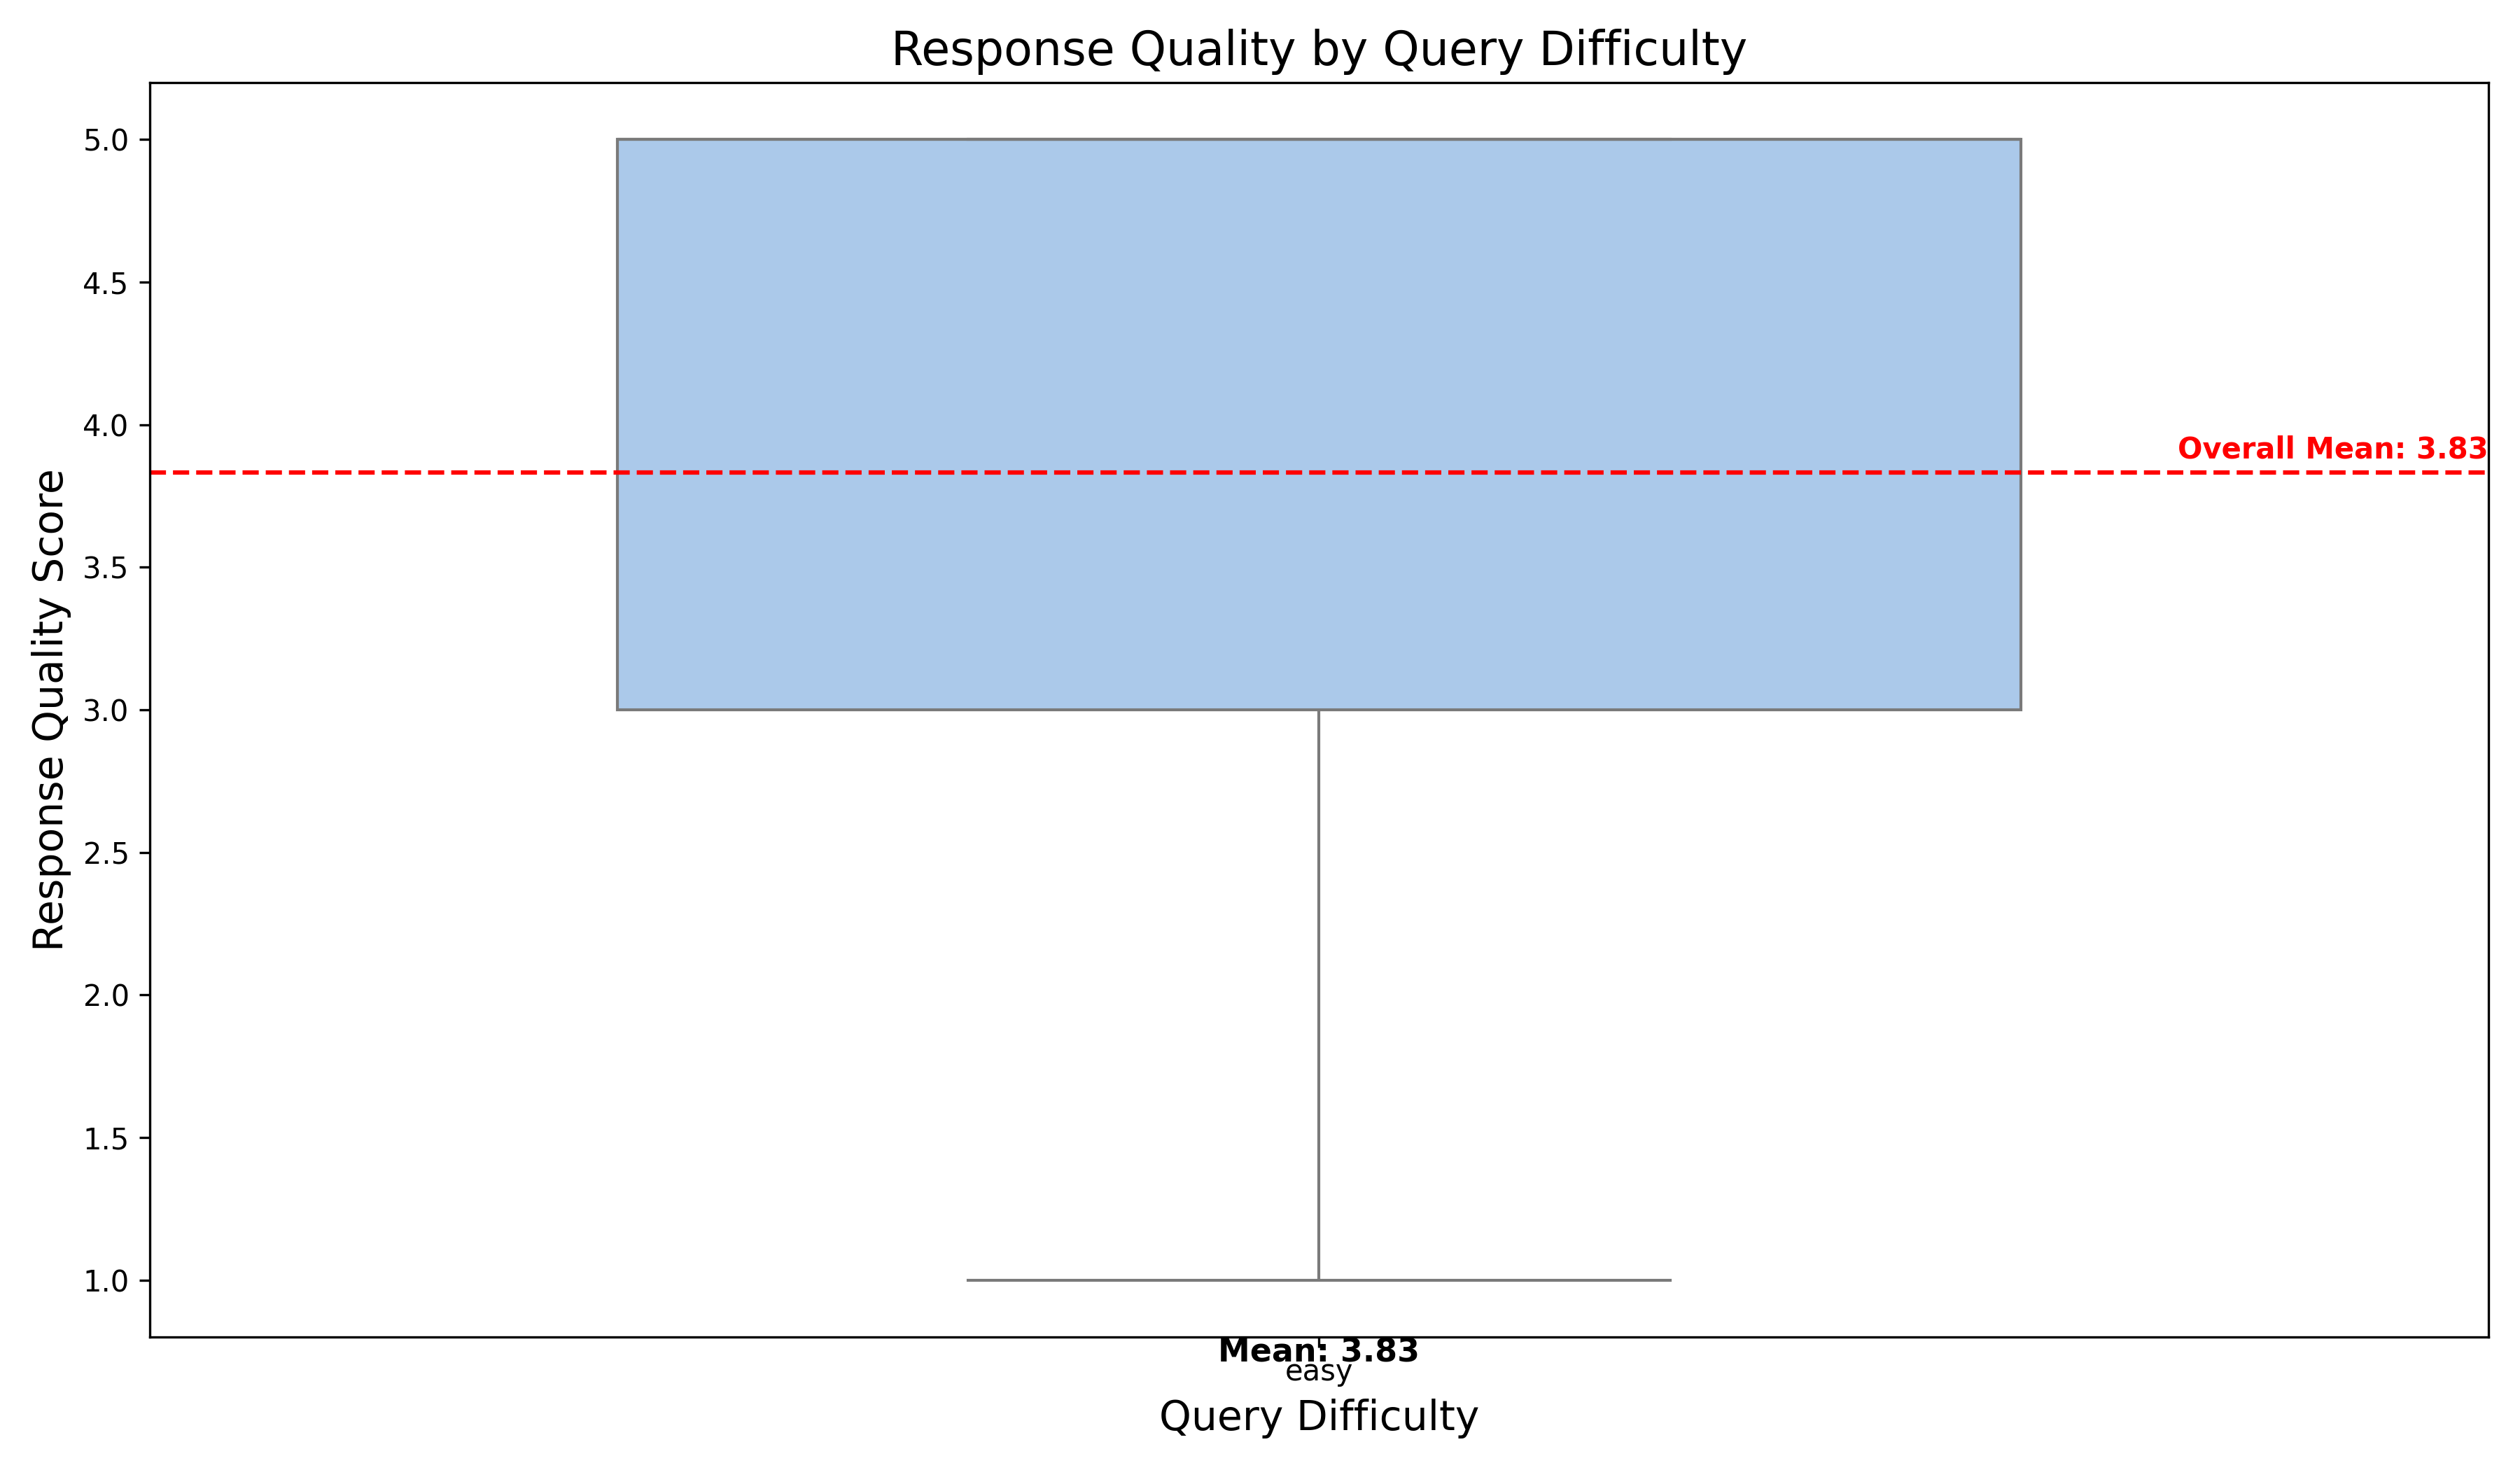 Response Quality by Query Difficulty
Response Quality Score
5.0
4.5
4.0
3.5
3.0
2.5
2.0
1.5
1.0
Overall Mean: 3.83
Mean: 3.83
easy
Query Difficulty